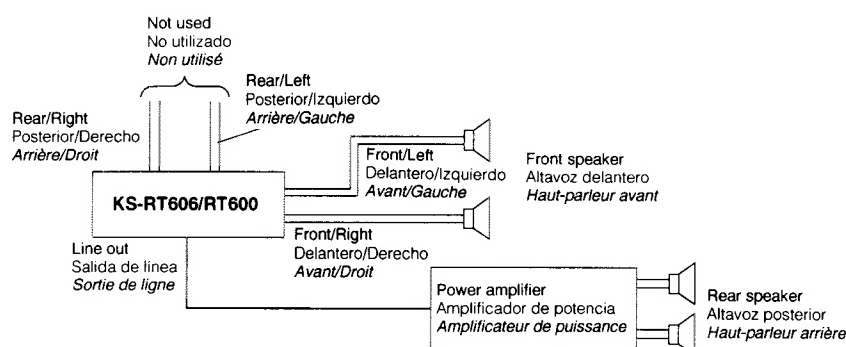 Not used
No utilizado
Non utilisé
Rear/Left
Posterior/Izquierdo
Arrière/Gauche
Rear/Right
Posterior/Derecho
Arrière/Droit
Front/Left
Delantero/Izquierdo
Avant/Gauche
Front speaker
Altavoz delantero
Haut-parleur avant
KS-RT606/RT600
Front/Right
Delantero/Derecho
Avant/Droit
Line out
Salida de línea
Sortie de ligne
Power amplifier
Amplificador de potencia
Amplificateur de puissance
Rear speaker
Altavoz posterior
Haut-parleur arrière